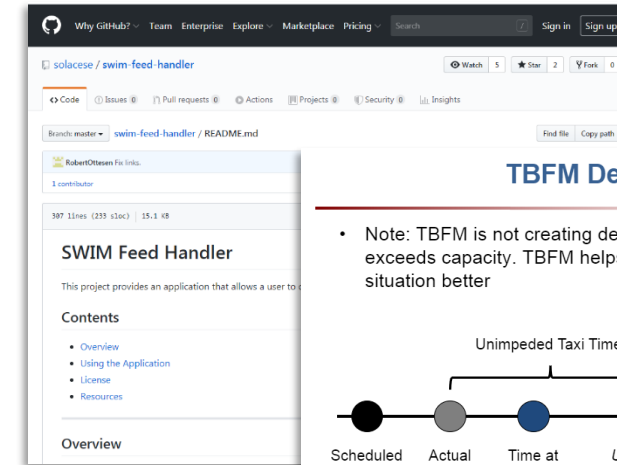 Why GitHub? Team Enterprise Explore Marketplace Pricing Search / Sign in Sign up
solacese / swim-feed-handler Watch 5 Star 2 Fork 0
Code Issues 0 Pull requests 0 Actions Projects 0 Security 0 Insights
Branch: master swim-feed-handler / README.md Find file Copy path
RobertOttesen Fix links.
1 contributor
307 lines (233 sloc) 15.1 KB
SWIM Feed Handler
This project provides an application that allows a user to
Contents
• Overview
• Using the Application
• License
• Resources
Overview
TBFM De
• Note: TBFM is not creating de
exceeds capacity. TBFM helps
situation better
Unimpeded Taxi Time
Scheduled Actual Time at